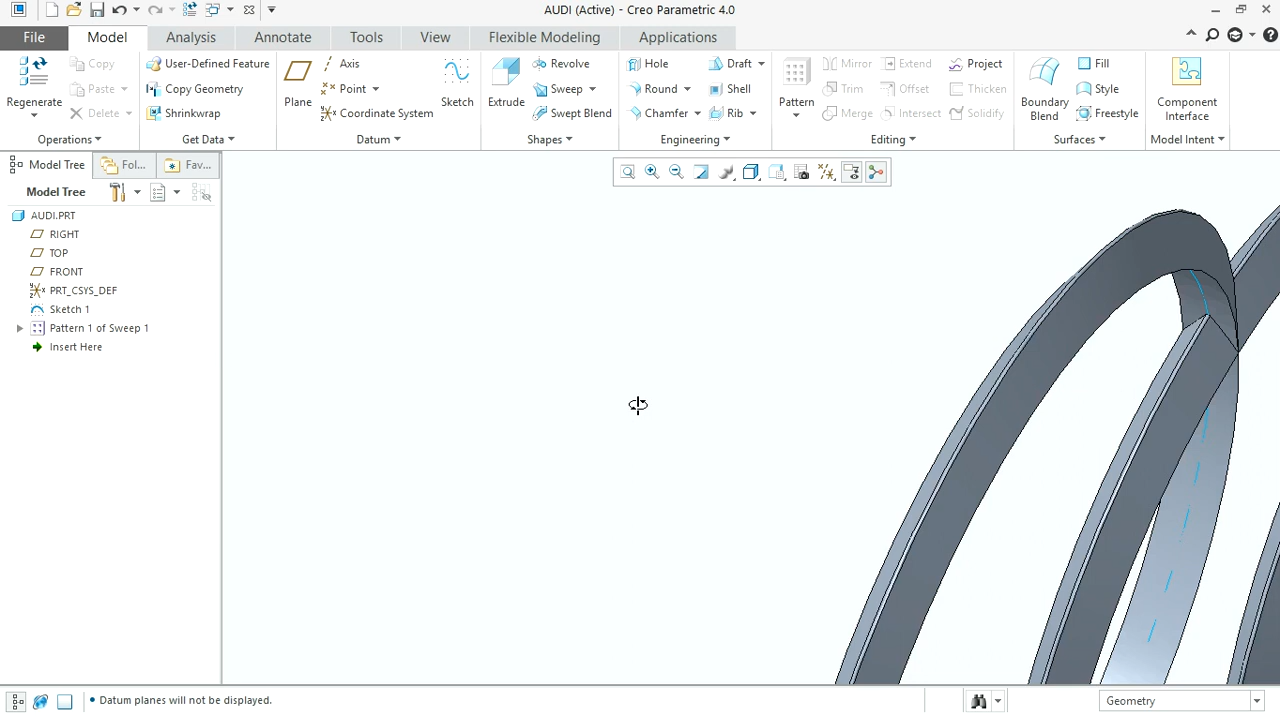 AUDI (Active) - Creo Parametric 4.0
File Model Analysis Annotate Tools View Flexible Modeling Applications
Regenerate
Copy
Paste
Delete
Operations
User-Defined Feature
Copy Geometry
Shrinkwrap
Get Data
Plane
Axis
Point
Coordinate System
Sketch
Datum
Extrude
Revolve
Sweep
Swept Blend
Shapes
Hole
Round
Chamfer
Draft
Shell
Rib
Engineering
Pattern
Mirror
Trim
Merge
Extend
Offset
Intersect
Project
Thicken
Solidify
Editing
Boundary
Blend
Fill
Style
Freestyle
Surfaces
Component
Interface
Model Intent
Model Tree Fol... Fav...
Model Tree
AUDI.PRT
RIGHT
TOP
FRONT
PRT_CSYS_DEF
Sketch 1
Pattern 1 of Sweep 1
Insert Here
• Datum planes will not be displayed.
Geometry